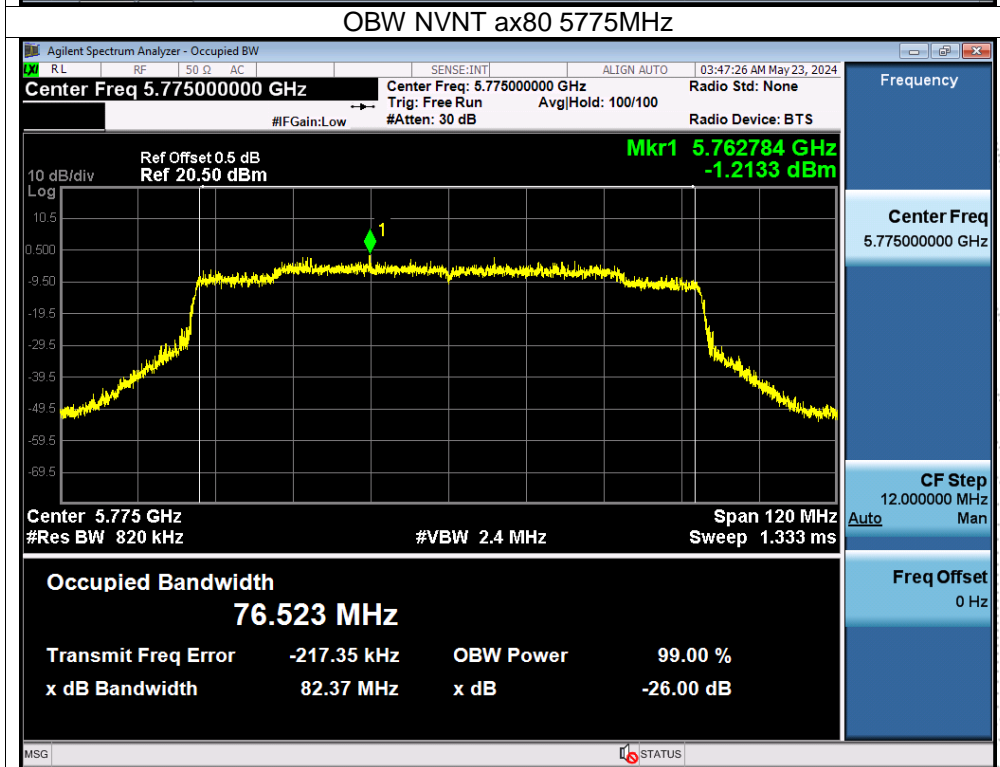 OBW NVNT ax80 5775MHz
Agilent Spectrum Analyzer - Occupied BW
LXI RL RF 50 Ω AC SENSE:INT ALIGN AUTO 03:47:26 AM May 23, 2024
Center Freq 5.775000000 GHz
Center Freq: 5.775000000 GHz Radio Std: None
Trig: Free Run Avg|Hold: 100/100
#IFGain:Low #Atten: 30 dB Radio Device: BTS
Frequency
Mkr1 5.762784 GHz
-1.2133 dBm
Ref Offset 0.5 dB
10 dB/div Ref 20.50 dBm
Log
10.5
0.500
-9.50
-19.5
-29.5
-39.5
-49.5
-59.5
-69.5
1
Center 5.775 GHz Span 120 MHz
#Res BW 820 kHz #VBW 2.4 MHz Sweep 1.333 ms
Center Freq
5.775000000 GHz
CF Step
12.000000 MHz
Auto Man
Freq Offset
0 Hz
Occupied Bandwidth
76.523 MHz
Transmit Freq Error -217.35 kHz OBW Power 99.00 %
x dB Bandwidth 82.37 MHz x dB -26.00 dB
MSG STATUS